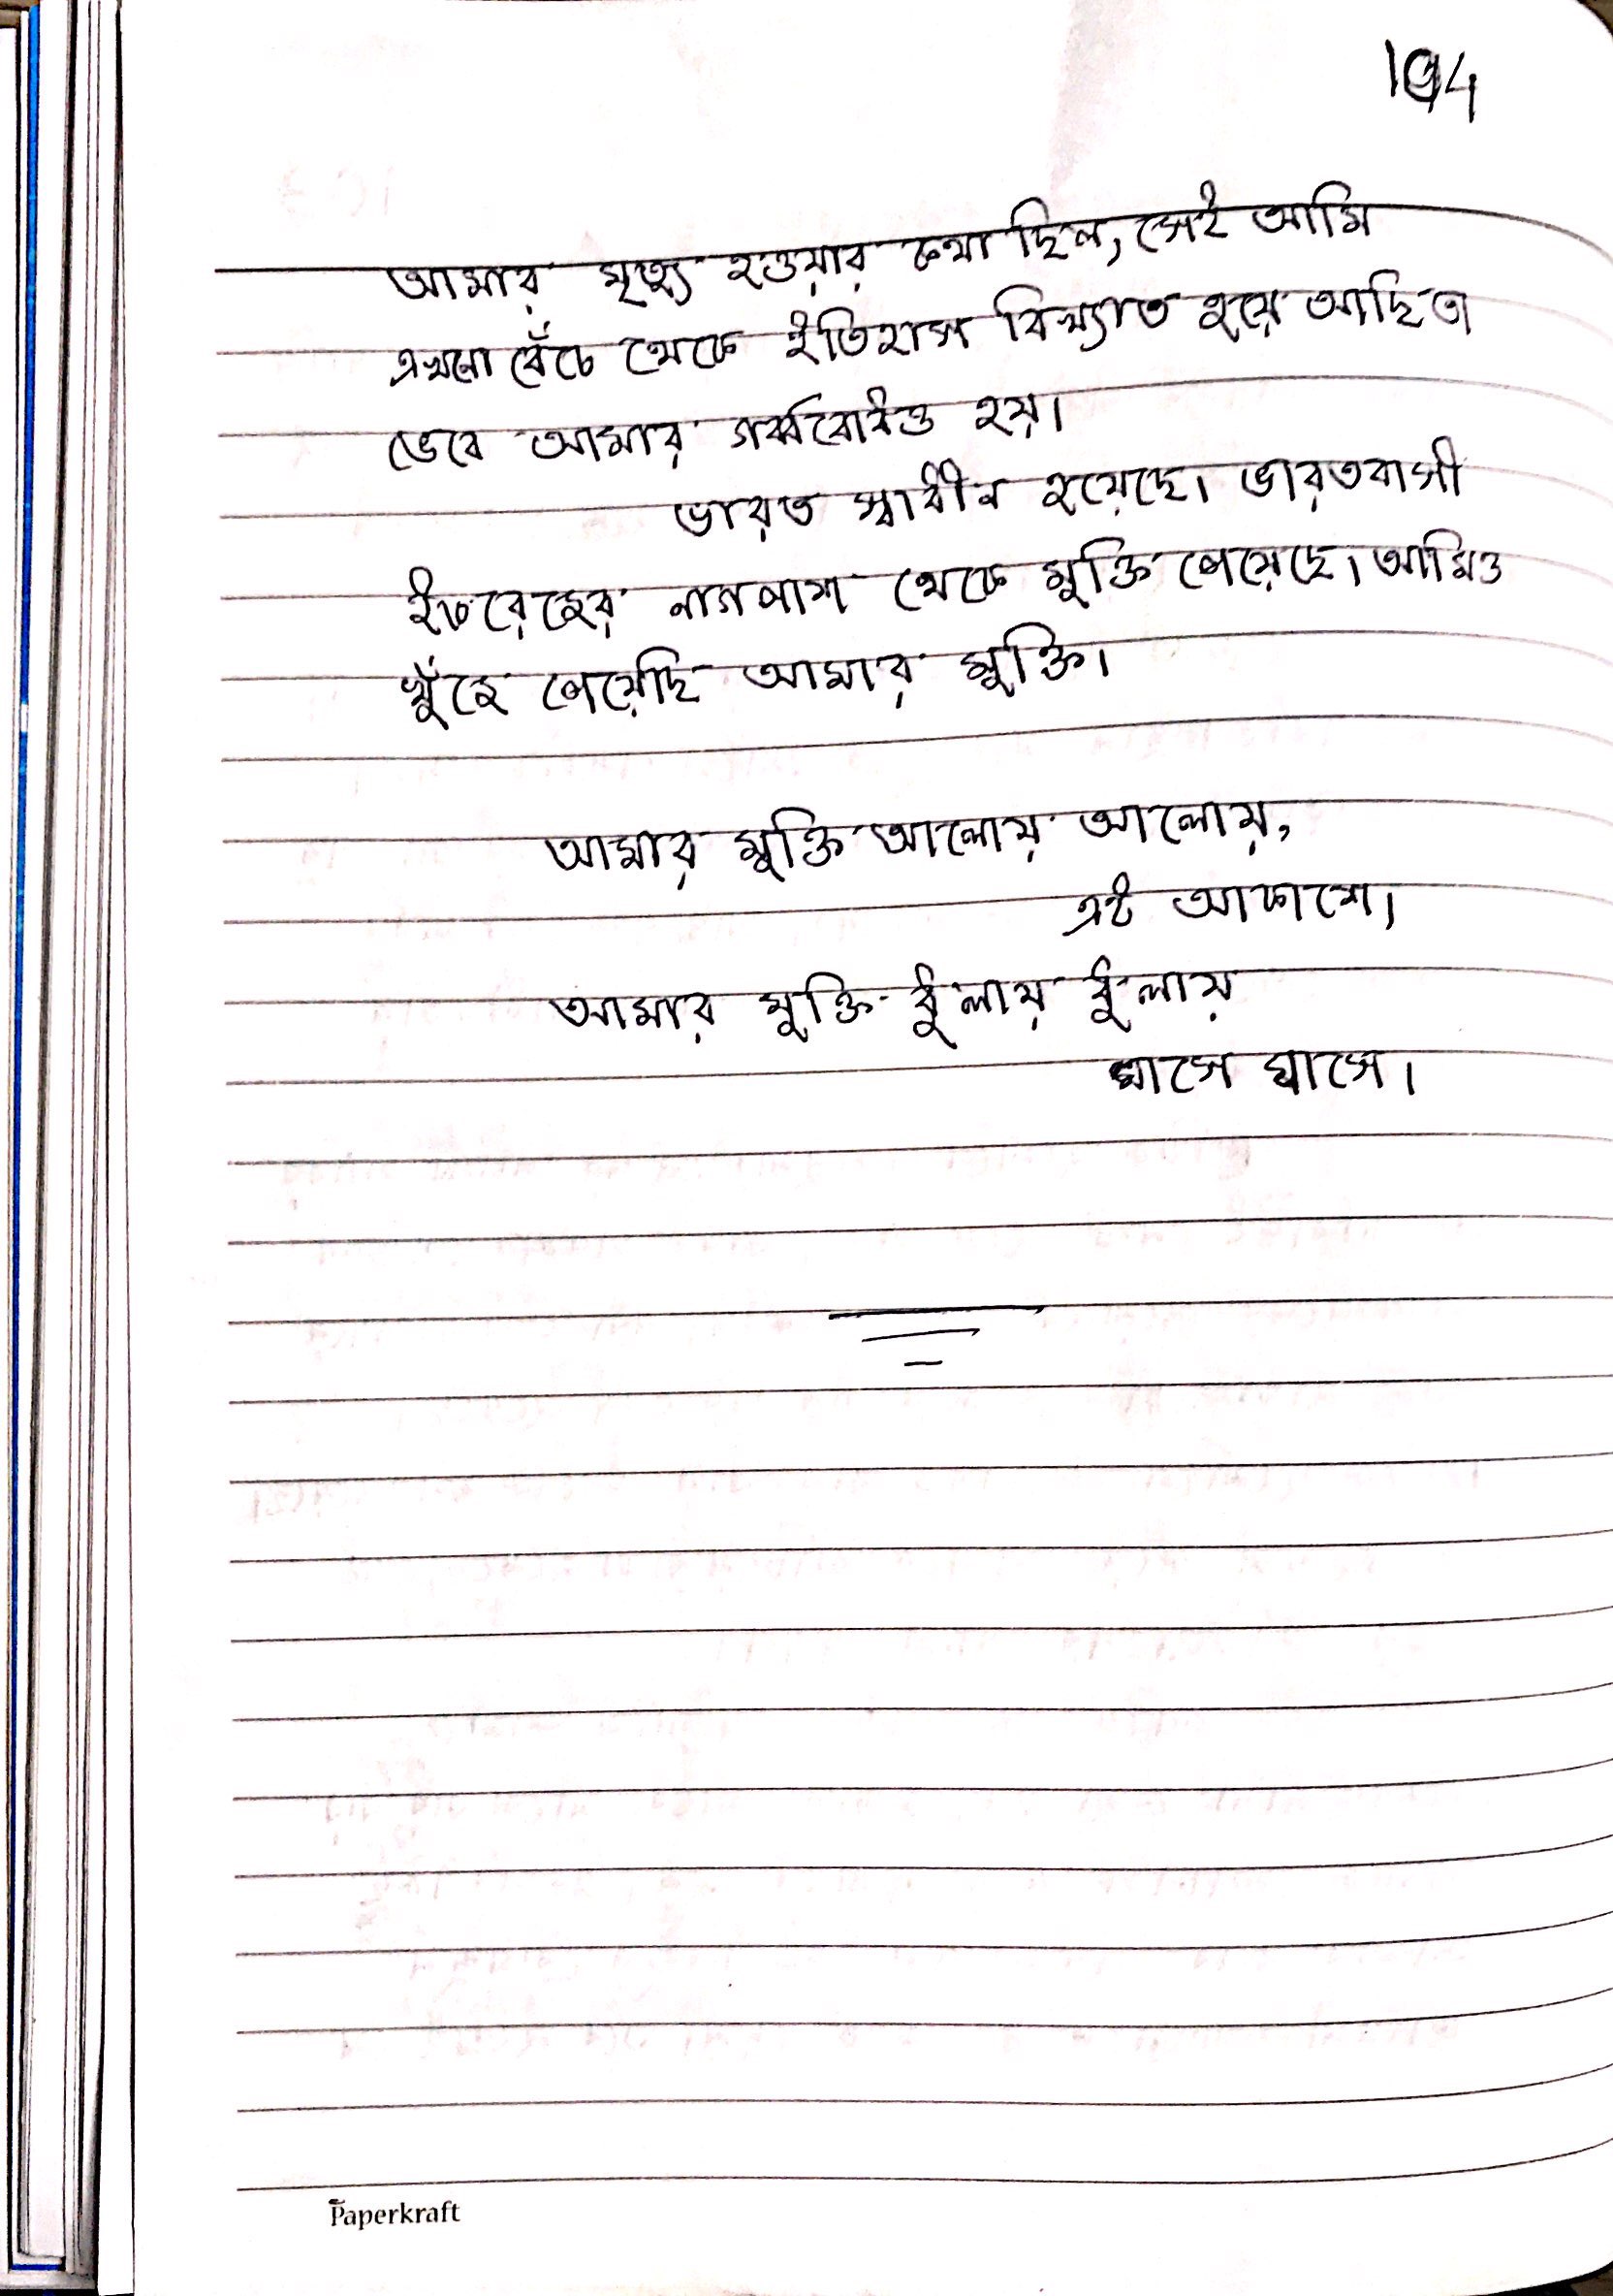 104
আমার মৃত্যু হওয়ার কথা ছিল, সেই আমি
এখনো বেঁচে থেকে ইতিহাস বিখ্যাত হয়ে আছি তা
ভেবে আমার গর্ববোধও হয়।
ভারত স্বাধীন হয়েছে। ভারতবাসী
ইংরেজের নাগপাশ থেকে মুক্তি পেয়েছে। আমিও
খুঁজে পেয়েছি আমার মুক্তি।
আমার মুক্তি আলোয় আলোয়,
এই আকাশে।
আমার মুক্তি ধুলায় ধুলায়
ঘাসে ঘাসে।
Paperkraft